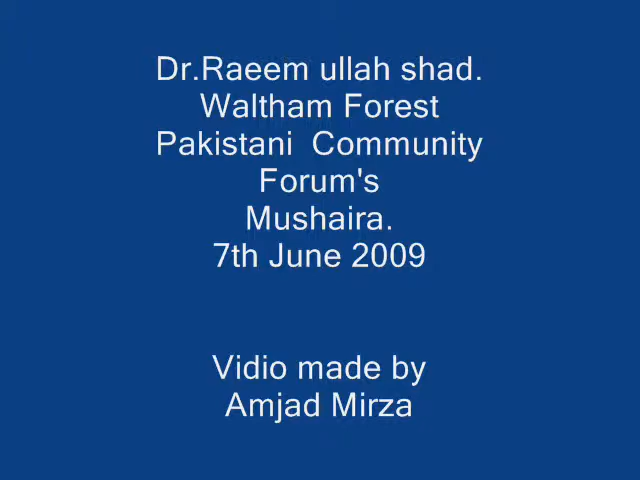 Dr.Raeem ullah shad.
Waltham Forest
Pakistani  Community
Forum's
Mushaira.
7th June 2009
Vidio made by
Amjad Mirza